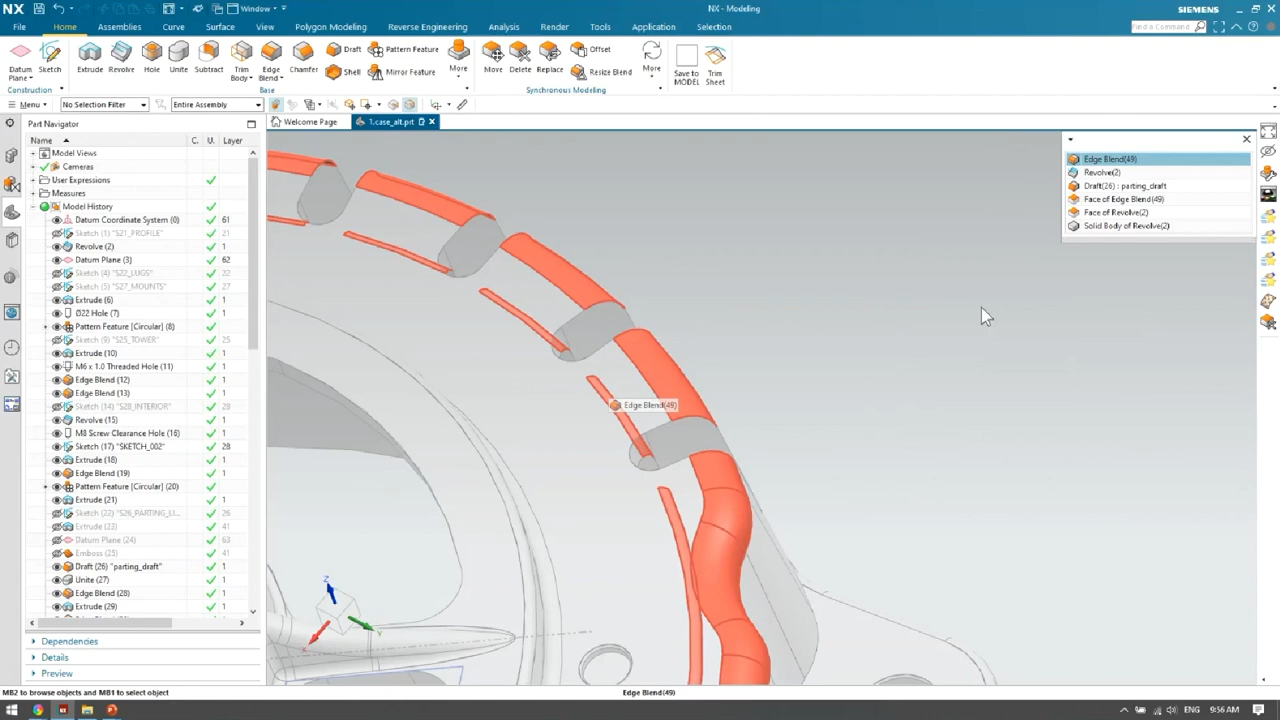 NX
Window
NX - Modeling
SIEMENS
File Home Assemblies Curve Surface View Polygon Modeling Reverse Engineering Analysis Render Tools Application Selection
Find a Command
Datum Plane
Sketch
Extrude
Revolve
Hole
Unite
Subtract
Trim Body
Edge Blend
Chamfer
Draft
Shell
Pattern Feature
Mirror Feature
More
Move
Delete
Replace
Offset
Resize Blend
More
Save to MODEL
Trim Sheet
Construction
Base
Synchronous Modeling
Menu
No Selection Filter
Entire Assembly
Part Navigator
Welcome Page
1.case_alt.prt
Name C. U. Layer
Model Views
Cameras
User Expressions
Measures
Model History
Datum Coordinate System (0) 61
Sketch (1) "S21_PROFILE" 21
Revolve (2) 1
Datum Plane (3) 62
Sketch (4) "S22_LUGS" 22
Sketch (5) "S27_MOUNTS" 27
Extrude (6) 1
Ø22 Hole (7) 1
Pattern Feature [Circular] (8) 1
Sketch (9) "S25_TOWER" 25
Extrude (10) 1
M6 x 1.0 Threaded Hole (11) 1
Edge Blend (12) 1
Edge Blend (13) 1
Sketch (14) "S28_INTERIOR" 28
Revolve (15) 1
M8 Screw Clearance Hole (16) 1
Sketch (17) "SKETCH_002" 28
Extrude (18) 1
Edge Blend (19) 1
Pattern Feature [Circular] (20) 1
Extrude (21) 1
Sketch (22) "S26_PARTING_LI... 26
Extrude (23) 41
Datum Plane (24) 63
Emboss (25) 41
Draft (26) "parting_draft" 1
Unite (27) 1
Edge Blend (28) 1
Extrude (29) 1
Dependencies
Details
Preview
Edge Blend(49)
Revolve(2)
Draft(26) : parting_draft
Face of Edge Blend(49)
Face of Revolve(2)
Solid Body of Revolve(2)
Edge Blend(49)
Z
Y
X
MB2 to browse objects and MB1 to select object
Edge Blend(49)
ENG 9:56 AM